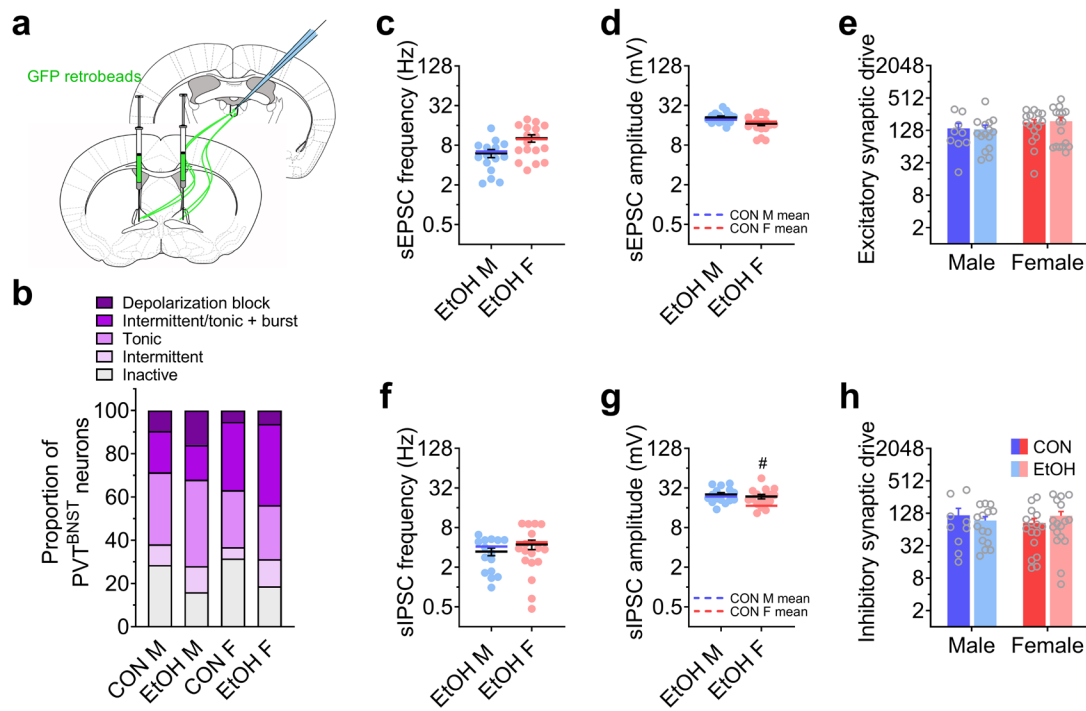 a
GFP retrobeads
b
Depolarization block
Intermittent/tonic + burst
Tonic
Intermittent
Inactive
Proportion of
PVTBNST neurons
100
80
60
40
20
0
CON M
EtOH M
CON F
EtOH F
c
sEPSC frequency (Hz)
128
32
8
2
0.5
EtOH M
EtOH F
d
sEPSC amplitude (mV)
128
32
8
2
0.5
CON M mean
CON F mean
EtOH M
EtOH F
e
Excitatory synaptic drive
2048
512
128
32
8
2
Male
Female
f
sIPSC frequency (Hz)
128
32
8
2
0.5
EtOH M
EtOH F
g
sIPSC amplitude (mV)
128
32
8
2
0.5
#
CON M mean
CON F mean
EtOH M
EtOH F
h
Inhibitory synaptic drive
2048
512
128
32
8
2
CON
EtOH
Male
Female